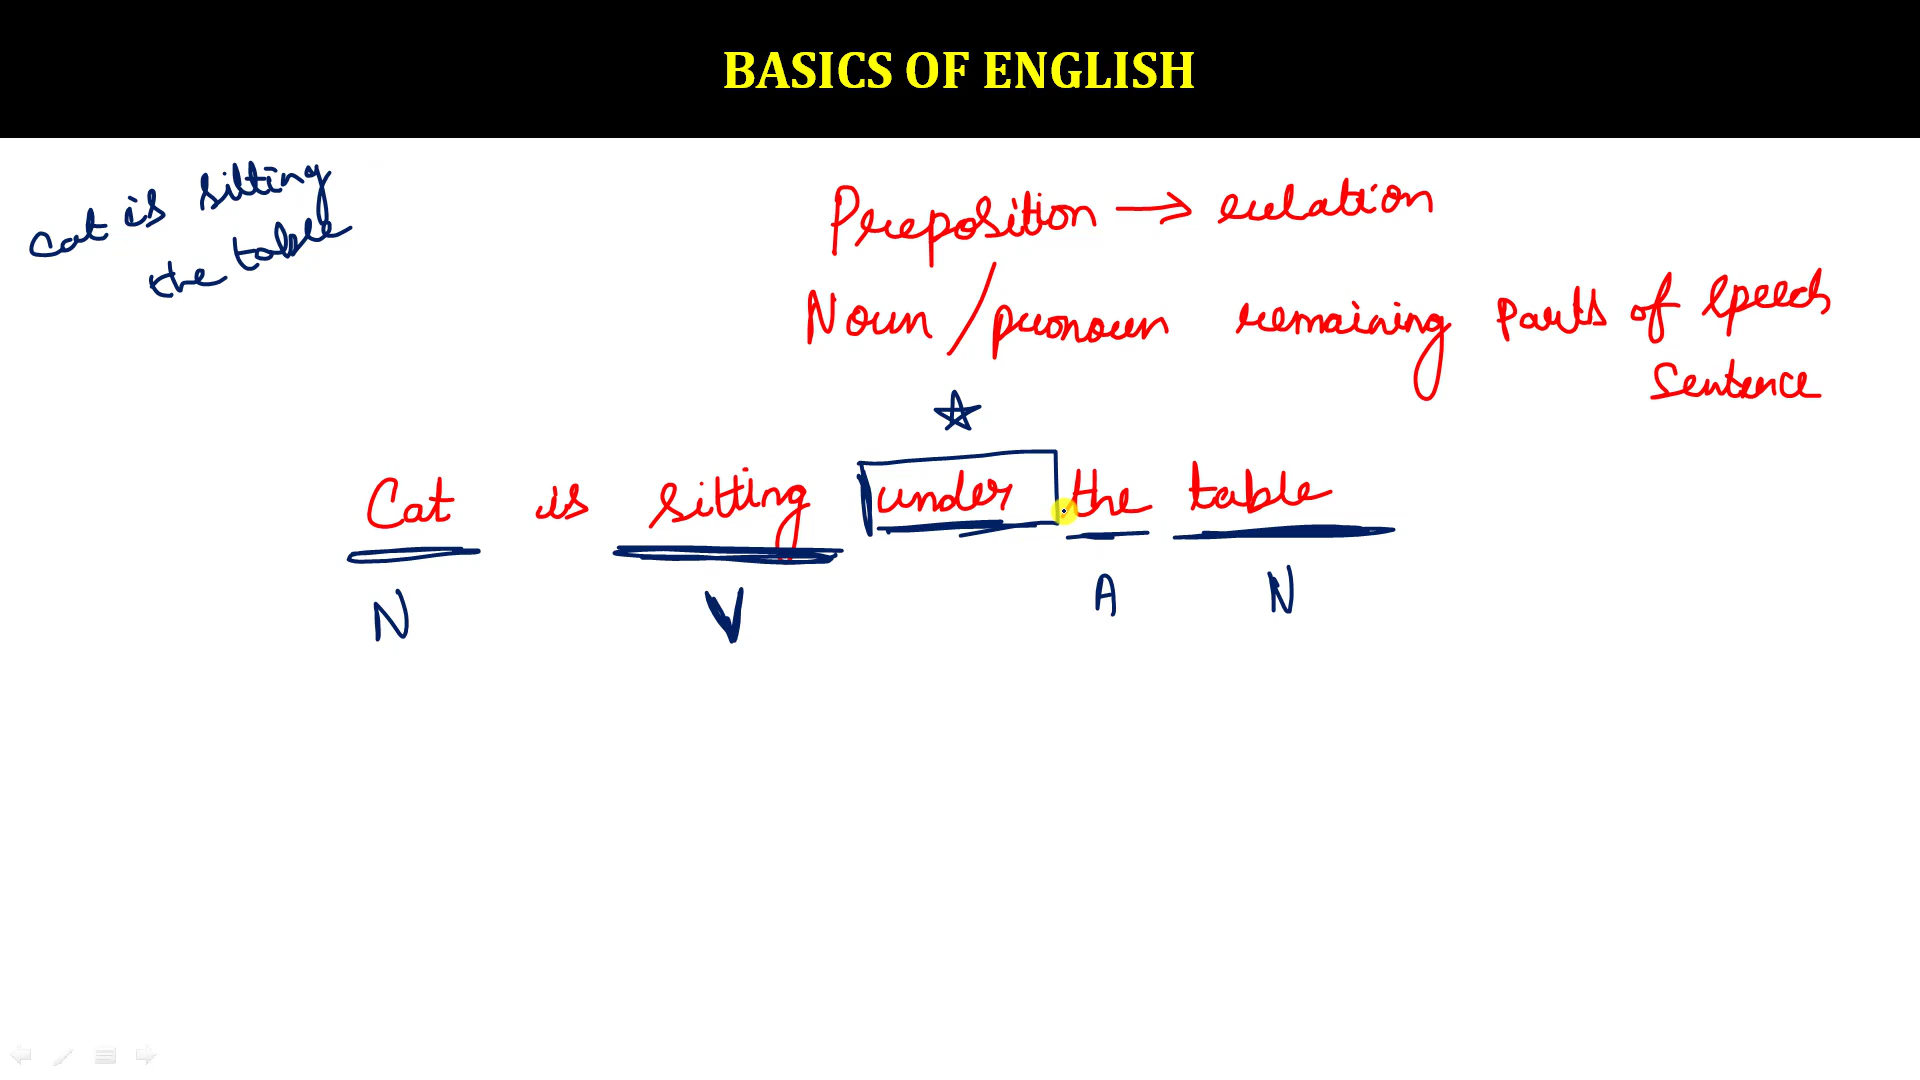 BASICS OF ENGLISH
Cat is sitting
the table
Preposition → relation
Noun / pronoun remaining parts of speech
sentence
Cat is sitting under the table
N V A N